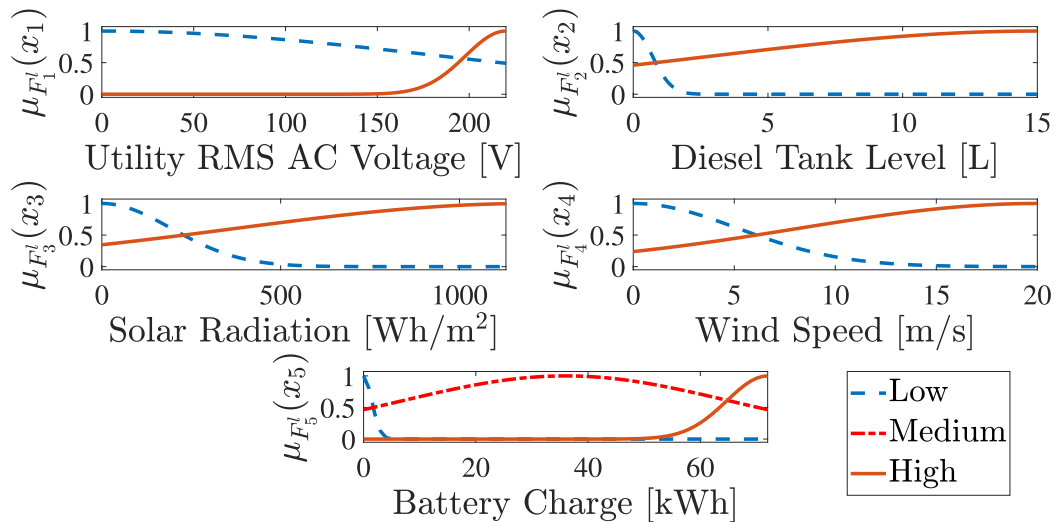 μ_{F_1^l}(x_1)
1
0.5
0
0 50 100 150 200
Utility RMS AC Voltage [V]
μ_{F_2^l}(x_2)
1
0.5
0
0 5 10 15
Diesel Tank Level [L]
μ_{F_3^l}(x_3)
1
0.5
0
0 500 1000
Solar Radiation [Wh/m²]
μ_{F_4^l}(x_4)
1
0.5
0
0 5 10 15 20
Wind Speed [m/s]
μ_{F_5^l}(x_5)
1
0.5
0
0 20 40 60
Battery Charge [kWh]
Low
Medium
High